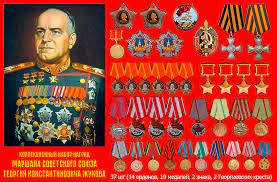 КОЛЛЕКЦИОННЫЙ НАБОР НАГРАД
МАРШАЛА СОВЕТСКОГО СОЮЗА
ГЕОРГИЯ КОНСТАНТИНОВИЧА ЖУКОВА
37 шт (14 орденов, 19 медалей, 2 знака, 2 Георгиевских креста)